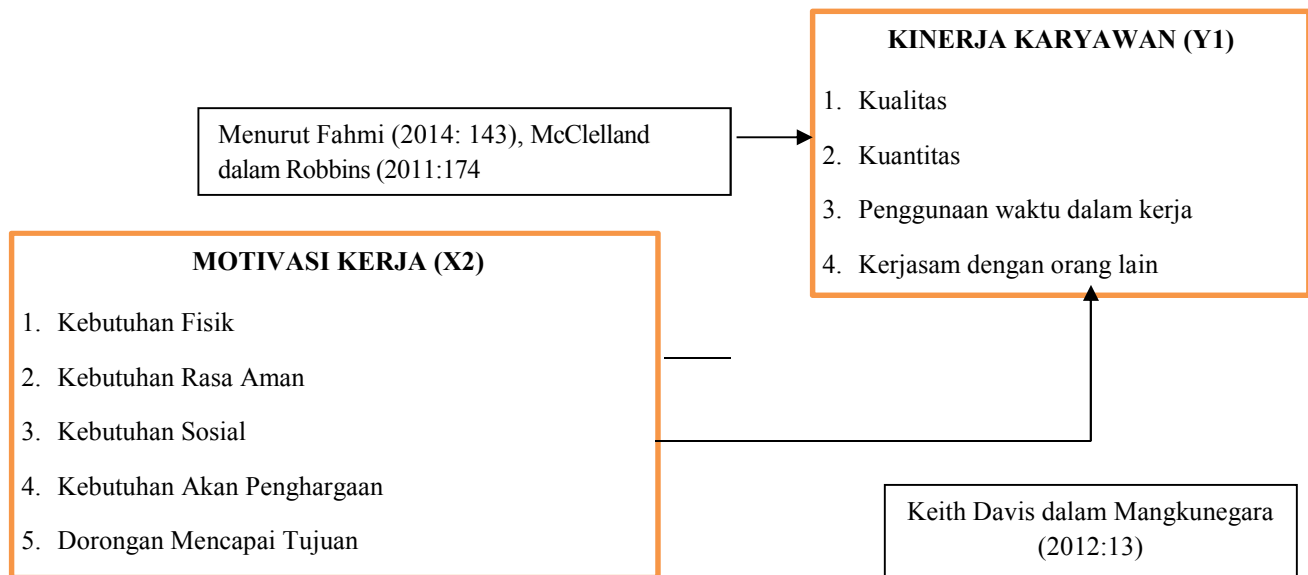 KINERJA KARYAWAN (Y1)
1. Kualitas
2. Kuantitas
3. Penggunaan waktu dalam kerja
4. Kerjasam dengan orang lain
Menurut Fahmi (2014: 143), McClelland
dalam Robbins (2011:174
MOTIVASI KERJA (X2)
1. Kebutuhan Fisik
2. Kebutuhan Rasa Aman
3. Kebutuhan Sosial
4. Kebutuhan Akan Penghargaan
5. Dorongan Mencapai Tujuan
Keith Davis dalam Mangkunegara
(2012:13)